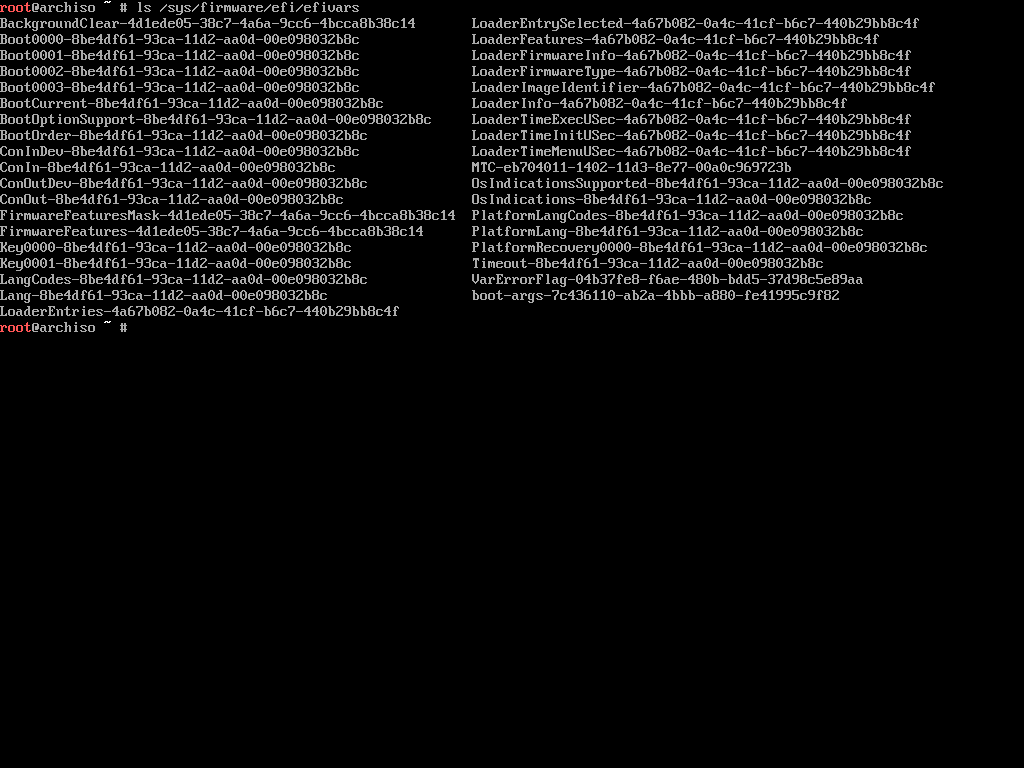 root@archiso ~ # ls /sys/firmware/efi/efivars
BackgroundClear-4d1ede05-38c7-4a6a-9cc6-4bcca8b38c14 LoaderEntrySelected-4a67b082-0a4c-41cf-b6c7-440b29bb8c4f
Boot0000-8be4df61-93ca-11d2-aa0d-00e098032b8c LoaderFeatures-4a67b082-0a4c-41cf-b6c7-440b29bb8c4f
Boot0001-8be4df61-93ca-11d2-aa0d-00e098032b8c LoaderFirmwareInfo-4a67b082-0a4c-41cf-b6c7-440b29bb8c4f
Boot0002-8be4df61-93ca-11d2-aa0d-00e098032b8c LoaderFirmwareType-4a67b082-0a4c-41cf-b6c7-440b29bb8c4f
Boot0003-8be4df61-93ca-11d2-aa0d-00e098032b8c LoaderImageIdentifier-4a67b082-0a4c-41cf-b6c7-440b29bb8c4f
BootCurrent-8be4df61-93ca-11d2-aa0d-00e098032b8c LoaderInfo-4a67b082-0a4c-41cf-b6c7-440b29bb8c4f
BootOptionSupport-8be4df61-93ca-11d2-aa0d-00e098032b8c LoaderTimeExecUSec-4a67b082-0a4c-41cf-b6c7-440b29bb8c4f
BootOrder-8be4df61-93ca-11d2-aa0d-00e098032b8c LoaderTimeInitUSec-4a67b082-0a4c-41cf-b6c7-440b29bb8c4f
ConInDev-8be4df61-93ca-11d2-aa0d-00e098032b8c LoaderTimeMenuUSec-4a67b082-0a4c-41cf-b6c7-440b29bb8c4f
ConIn-8be4df61-93ca-11d2-aa0d-00e098032b8c MTC-eb704011-1402-11d3-8e77-00a0c969723b
ConOutDev-8be4df61-93ca-11d2-aa0d-00e098032b8c OsIndicationsSupported-8be4df61-93ca-11d2-aa0d-00e098032b8c
ConOut-8be4df61-93ca-11d2-aa0d-00e098032b8c OsIndications-8be4df61-93ca-11d2-aa0d-00e098032b8c
FirmwareFeaturesMask-4d1ede05-38c7-4a6a-9cc6-4bcca8b38c14 PlatformLangCodes-8be4df61-93ca-11d2-aa0d-00e098032b8c
FirmwareFeatures-4d1ede05-38c7-4a6a-9cc6-4bcca8b38c14 PlatformLang-8be4df61-93ca-11d2-aa0d-00e098032b8c
Key0000-8be4df61-93ca-11d2-aa0d-00e098032b8c PlatformRecovery0000-8be4df61-93ca-11d2-aa0d-00e098032b8c
Key0001-8be4df61-93ca-11d2-aa0d-00e098032b8c Timeout-8be4df61-93ca-11d2-aa0d-00e098032b8c
LangCodes-8be4df61-93ca-11d2-aa0d-00e098032b8c VarErrorFlag-04b37fe8-f6ae-480b-bdd5-37d98c5e89aa
Lang-8be4df61-93ca-11d2-aa0d-00e098032b8c boot-args-7c436110-ab2a-4bbb-a880-fe41995c9f82
LoaderEntries-4a67b082-0a4c-41cf-b6c7-440b29bb8c4f
root@archiso ~ #